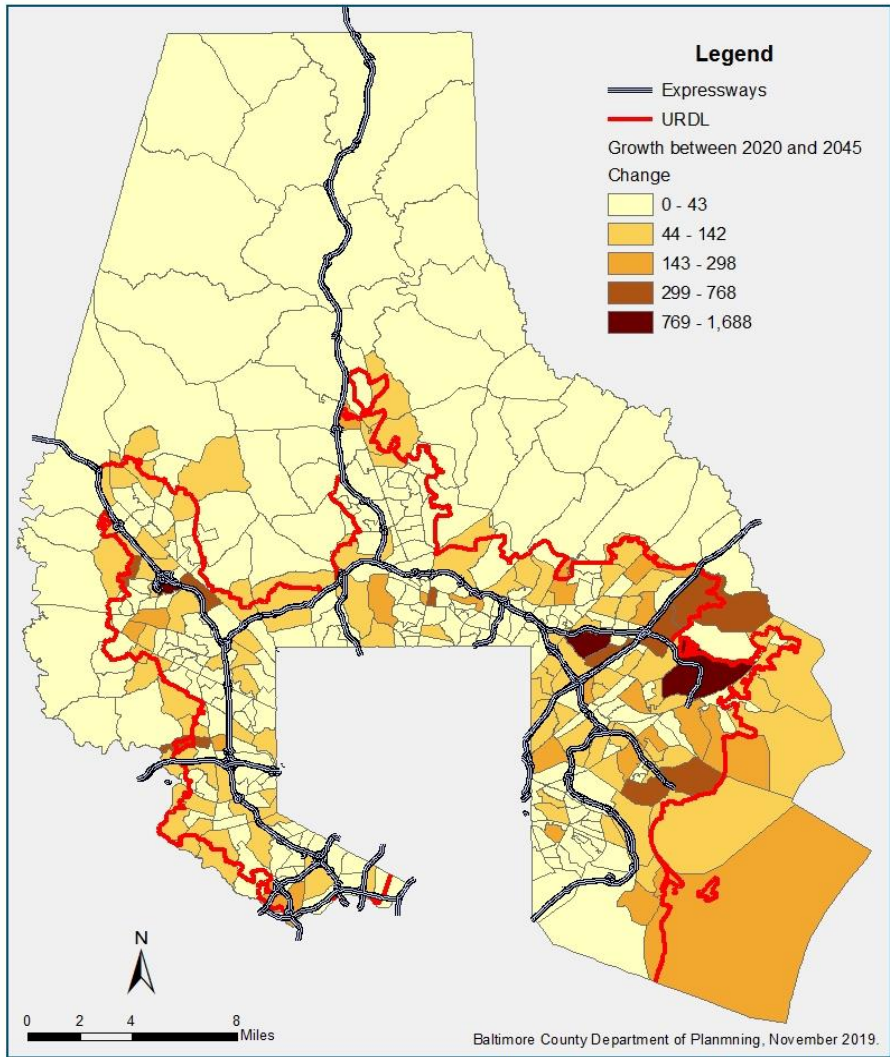 Legend
Expressways
URDL
Growth between 2020 and 2045
Change
0 - 43
44 - 142
143 - 298
299 - 768
769 - 1,688
N
0 2 4 8
Miles
Baltimore County Department of Planmning, November 2019.